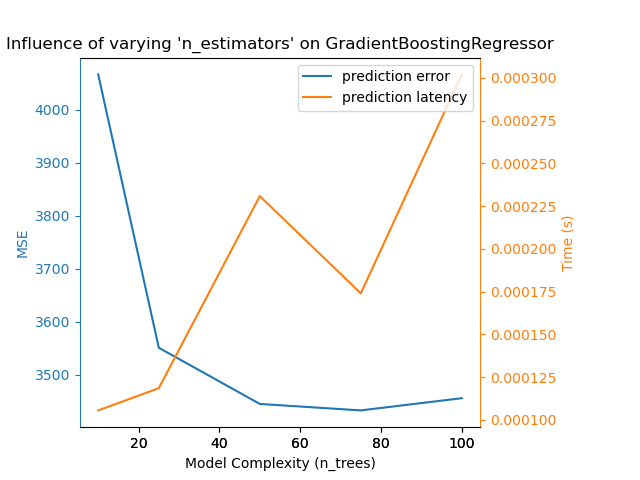 Influence of varying 'n_estimators' on GradientBoostingRegressor
prediction error
prediction latency
MSE
4000
3900
3800
3700
3600
3500
0.000300
0.000275
0.000250
0.000225
0.000200
0.000175
0.000150
0.000125
0.000100
Time (s)
20 40 60 80 100
Model Complexity (n_trees)